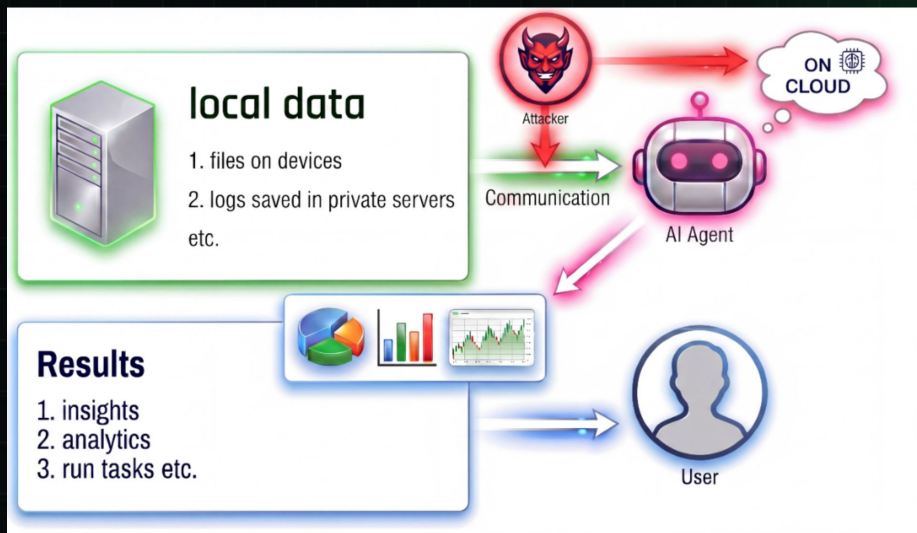 local data
1. files on devices
2. logs saved in private servers
etc.
Attacker
ON
CLOUD
Communication
AI Agent
Results
1. insights
2. analytics
3. run tasks etc.
User